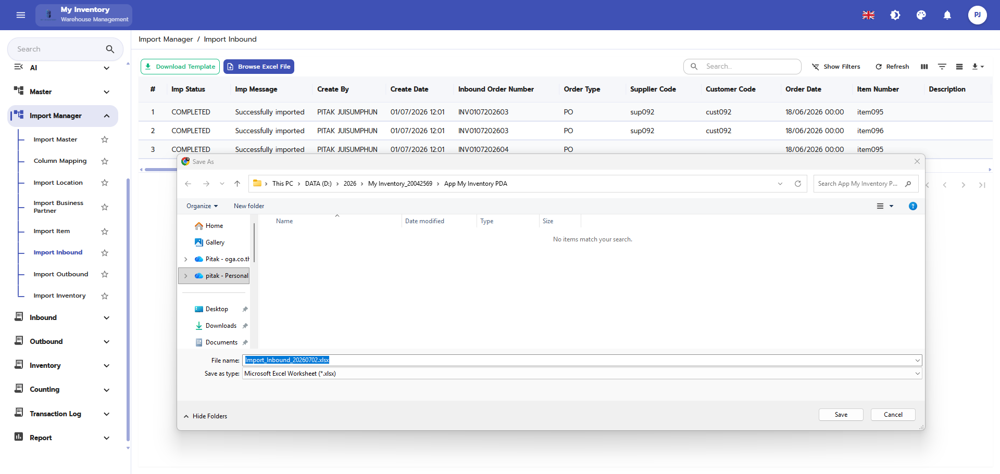 My Inventory
Warehouse Management
PJ
Search
AI
Master
Import Manager
Import Master
Column Mapping
Import Location
Import Business
Partner
Import Item
Import Inbound
Import Outbound
Import Inventory
Inbound
Outbound
Inventory
Counting
Transaction Log
Report
Import Manager / Import Inbound
Download Template Browse Excel File Search... Show Filters Refresh
# Imp Status Imp Message Create By Create Date Inbound Order Number Order Type Supplier Code Customer Code Order Date Item Number Description
1 COMPLETED Successfully imported PITAK JUISUMPHUN 01/07/2026 12:01 INV0107202603 PO sup092 cust092 18/06/2026 00:00 item095
2 COMPLETED Successfully imported PITAK JUISUMPHUN 01/07/2026 12:01 INV0107202603 PO sup092 cust092 18/06/2026 00:00 item096
3 COMPLETED Successfully imported PITAK JUISUMPHUN 01/07/2026 12:01 INV0107202604 PO 18/06/2026 00:00 item095
Save As
This PC > DATA (D:) > 2026 > My Inventory_20042569 > App My Inventory PDA
Search App My Inventory P...
Organize New folder
?
Home
Gallery
Pitak - oga.co.th
pitak - Personal
Desktop
Downloads
Documents
Name Date modified Type Size
No items match your search.
File name: Import_Inbound_20260702.xlsx
Save as type: Microsoft Excel Worksheet (*.xlsx)
Hide Folders
Save Cancel